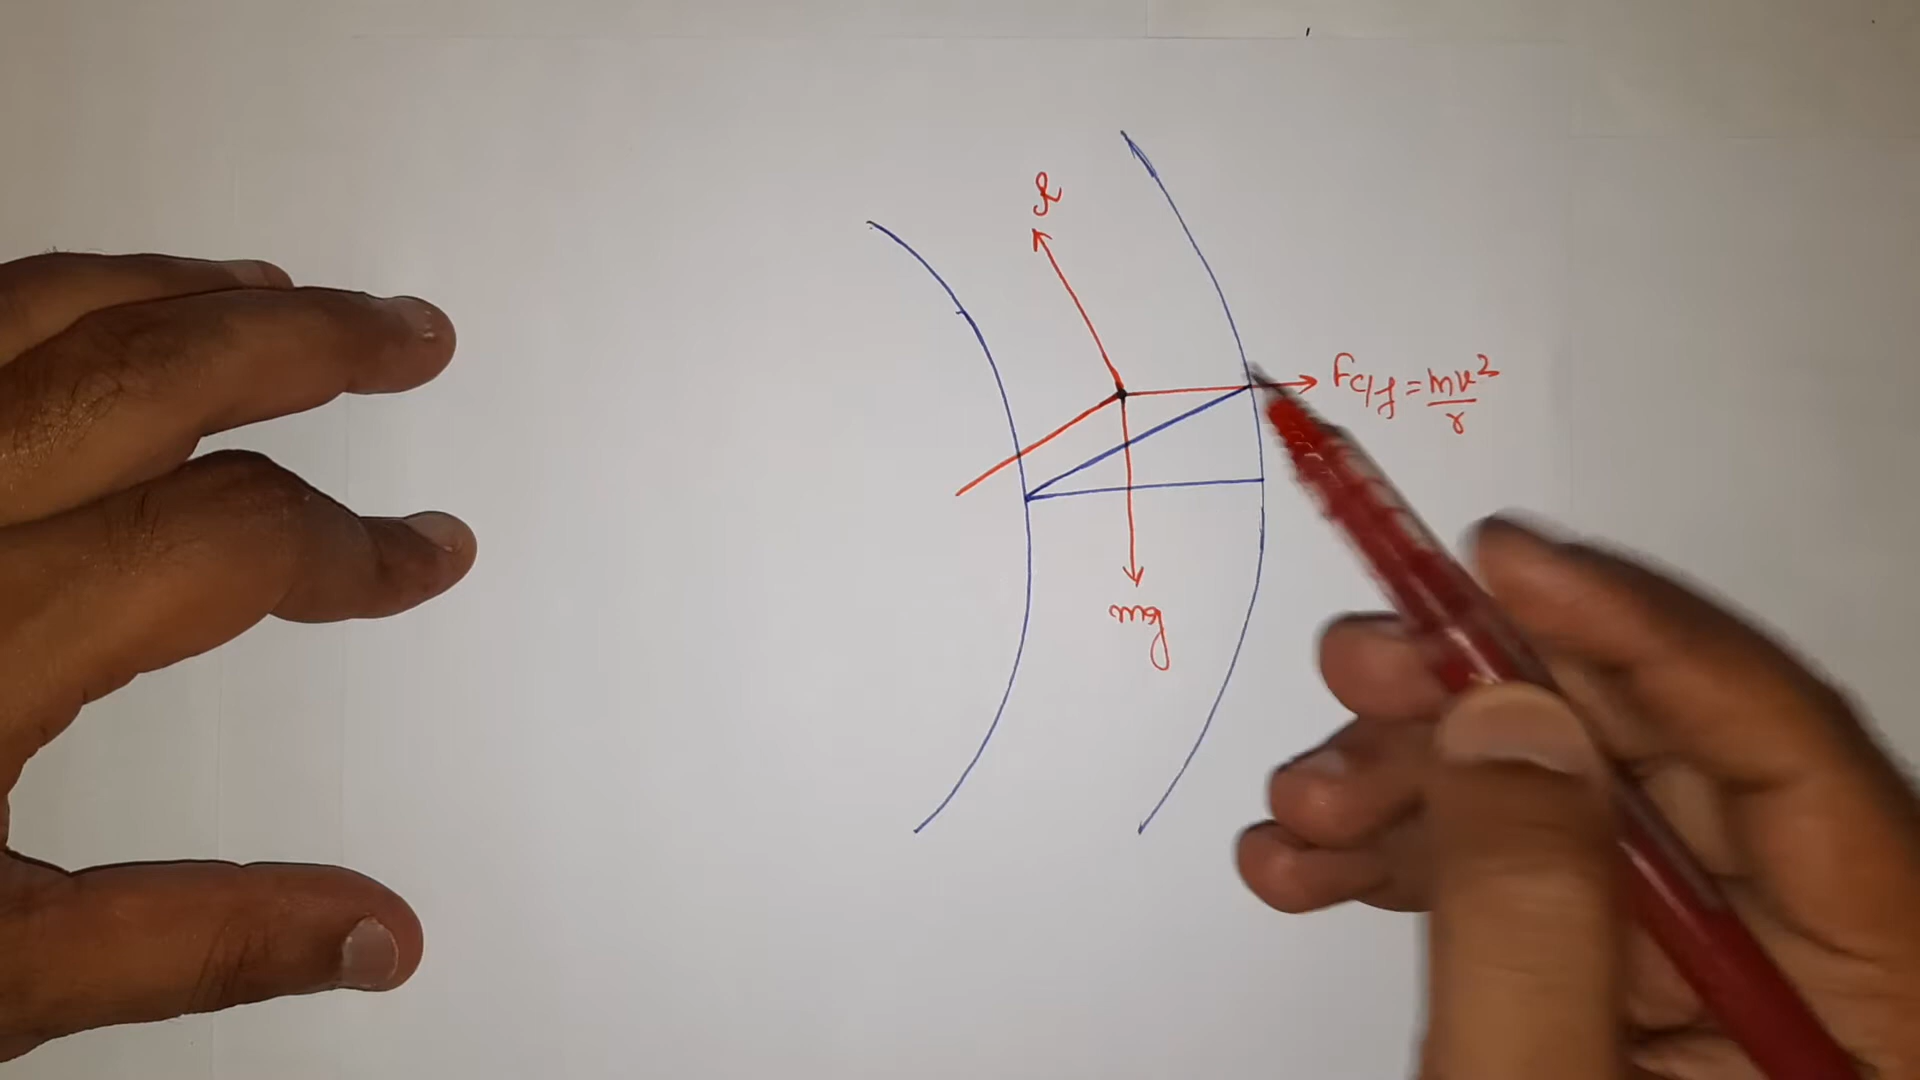 R
Fc/f = mv²/r
mg